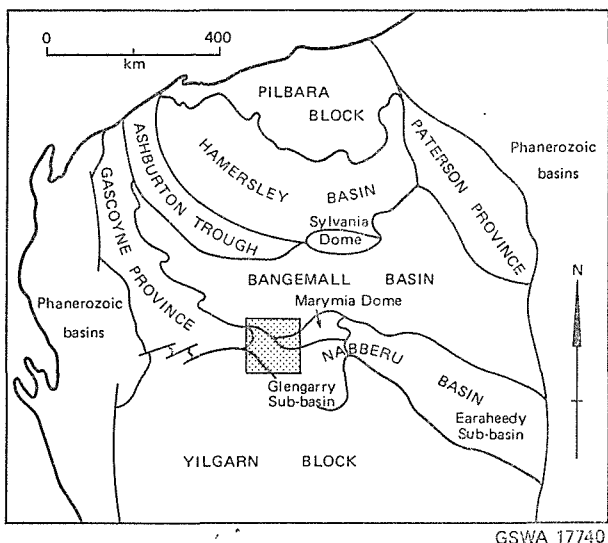 0 400
km
PILBARA
BLOCK
HAMERSLEY BASIN
ASHBURTON TROUGH
GASCOYNE PROVINCE
PATERSON PROVINCE
Phanerozoic
basins
Sylvania
Dome
BANGEMALL BASIN
Marymia Dome
N
Phanerozoic
basins
NABBERU BASIN
Glengarry
Sub-basin
Earaheedy
Sub-basin
YILGARN BLOCK
GSWA 17740